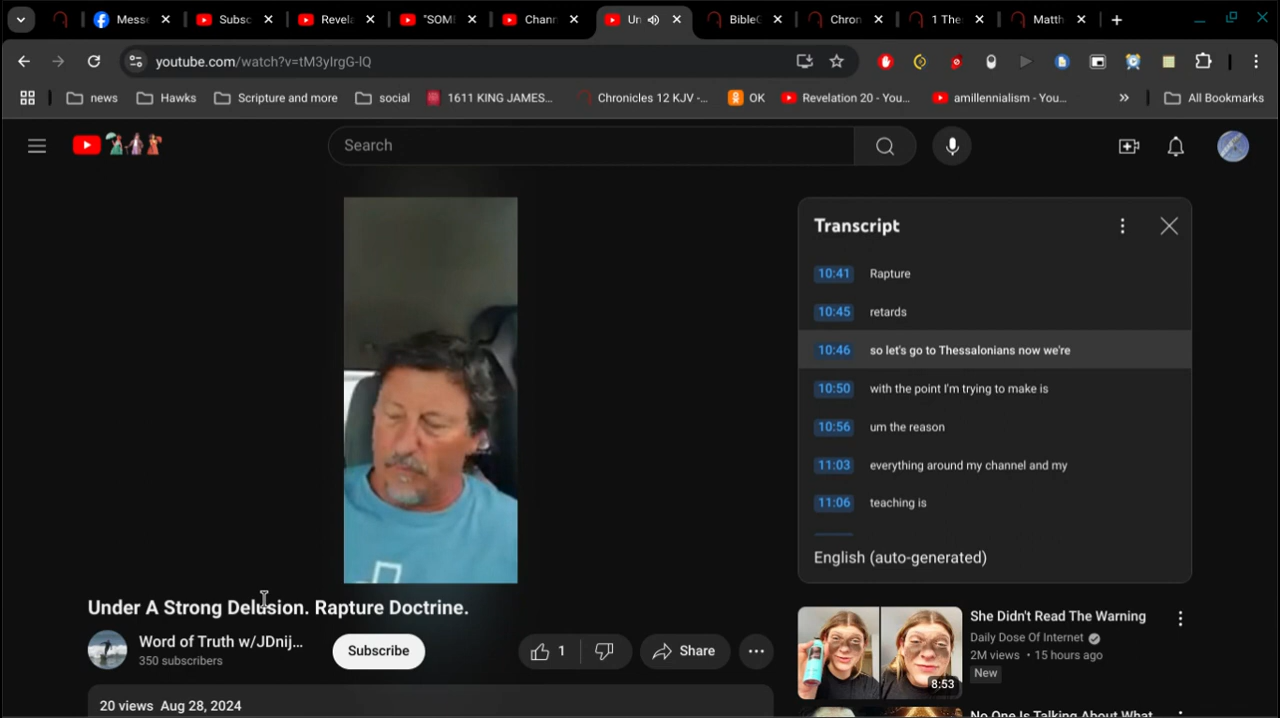 Messe
Subsc
Revela
"SOME
Chann
Un
BibleG
Chron
1 The
Matth
youtube.com/watch?v=tM3yIrgG-lQ
news
Hawks
Scripture and more
social
1611 KING JAMES...
Chronicles 12 KJV -...
OK
Revelation 20 - You...
amillennialism - You...
All Bookmarks
Search
Transcript
10:41 Rapture
10:45 retards
10:46 so let's go to Thessalonians now we're
10:50 with the point I'm trying to make is
10:56 um the reason
11:03 everything around my channel and my
11:06 teaching is
English (auto-generated)
Under A Strong Delusion. Rapture Doctrine.
Word of Truth w/JDnij...
350 subscribers
Subscribe
1
Share
20 views Aug 28, 2024
She Didn't Read The Warning
Daily Dose Of Internet
2M views • 15 hours ago
New
8:53
No One Is Talking About What